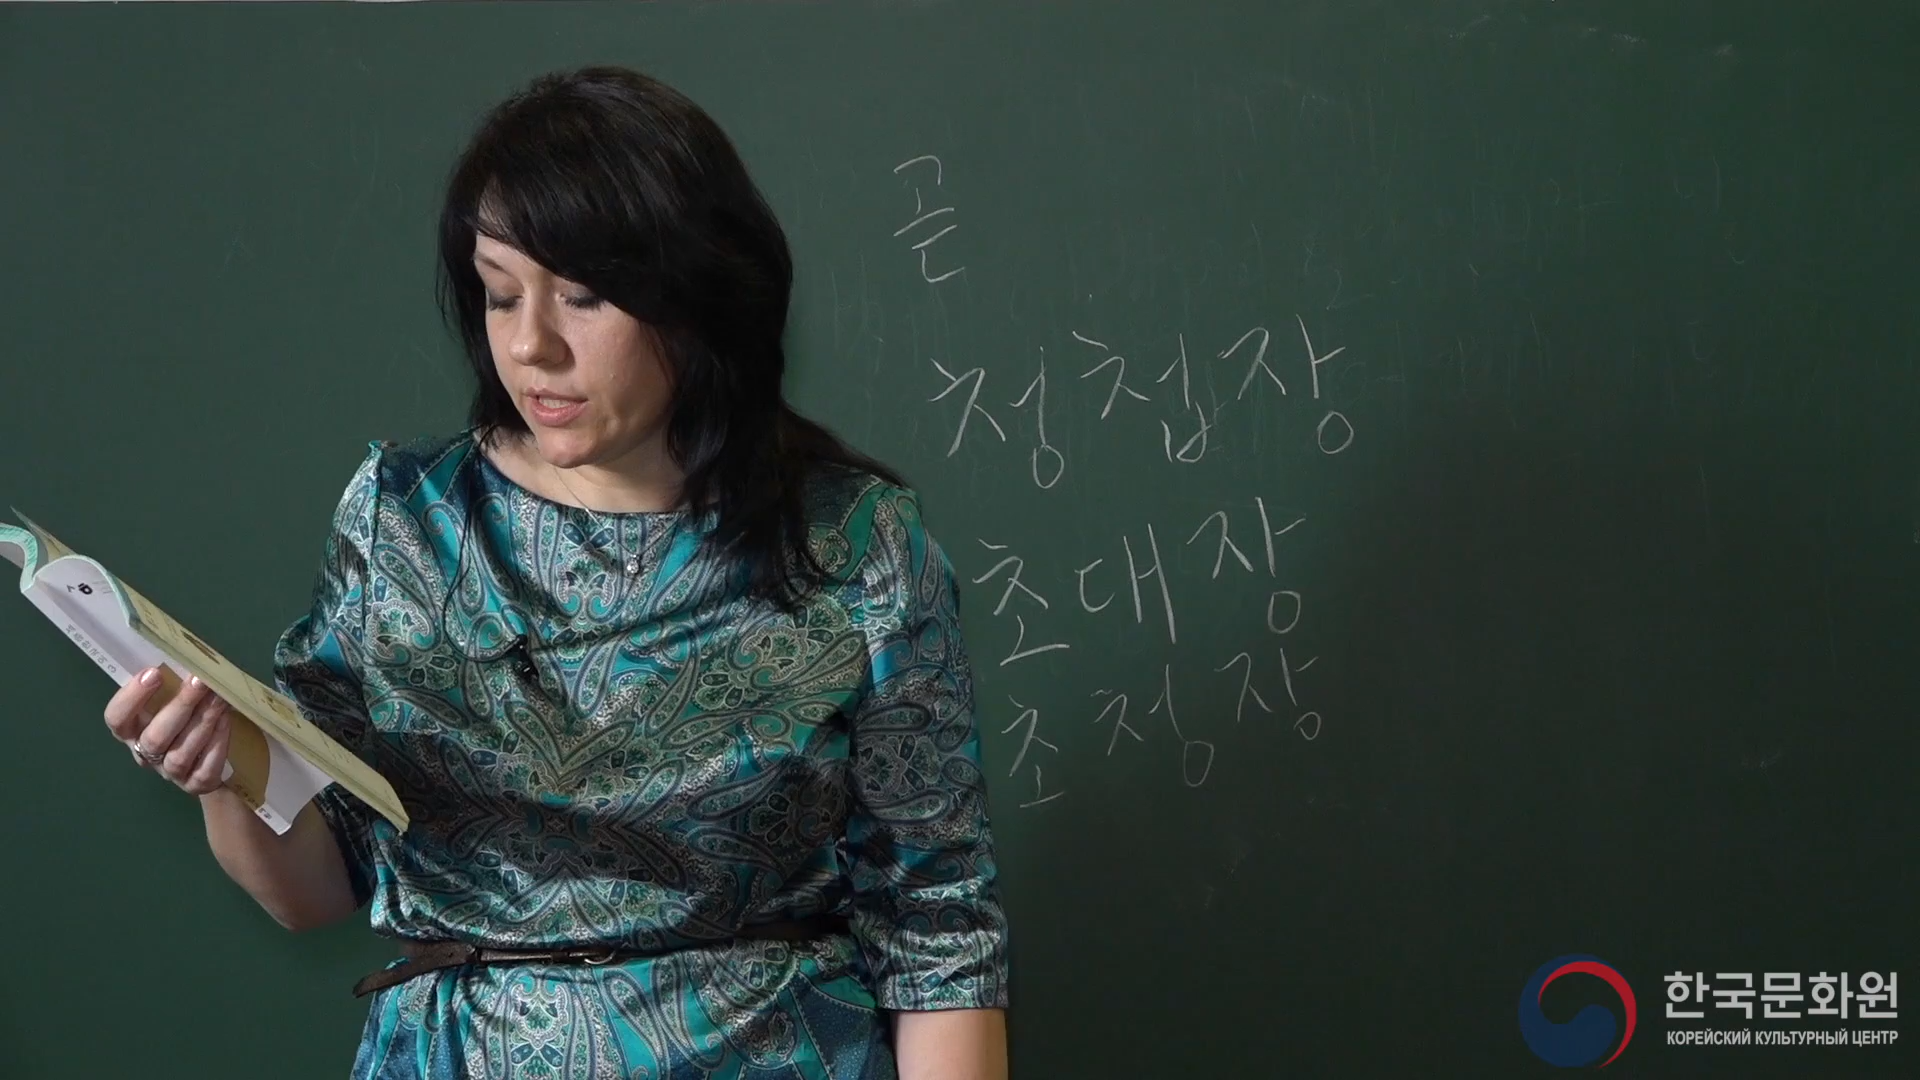 곧
청첩장
초대장
초청장
한국문화원
КОРЕЙСКИЙ КУЛЬТУРНЫЙ ЦЕНТР